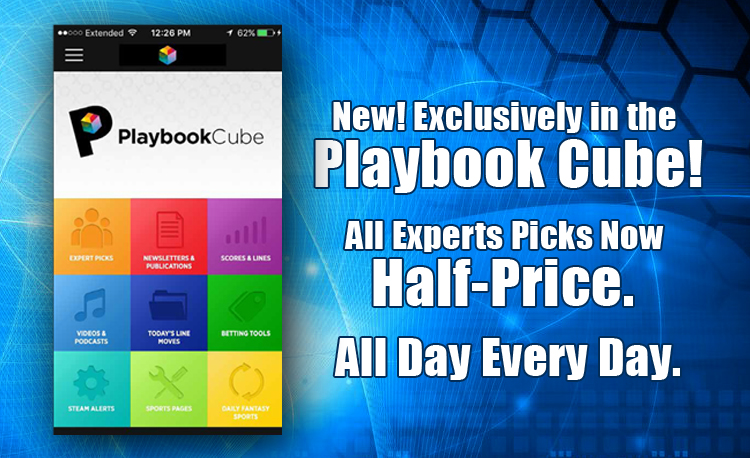 Extended 12:26 PM 62%
PlaybookCube
EXPERT PICKS
NEWSLETTERS &
PUBLICATIONS
SCORES & LINES
VIDEOS &
PODCASTS
TODAY'S LINE
MOVES
BETTING TOOLS
STEAM ALERTS
SPORTS PAGES
DAILY FANTASY
SPORTS
New! Exclusively in the
Playbook Cube!
All Experts Picks Now
Half-Price.
All Day Every Day.